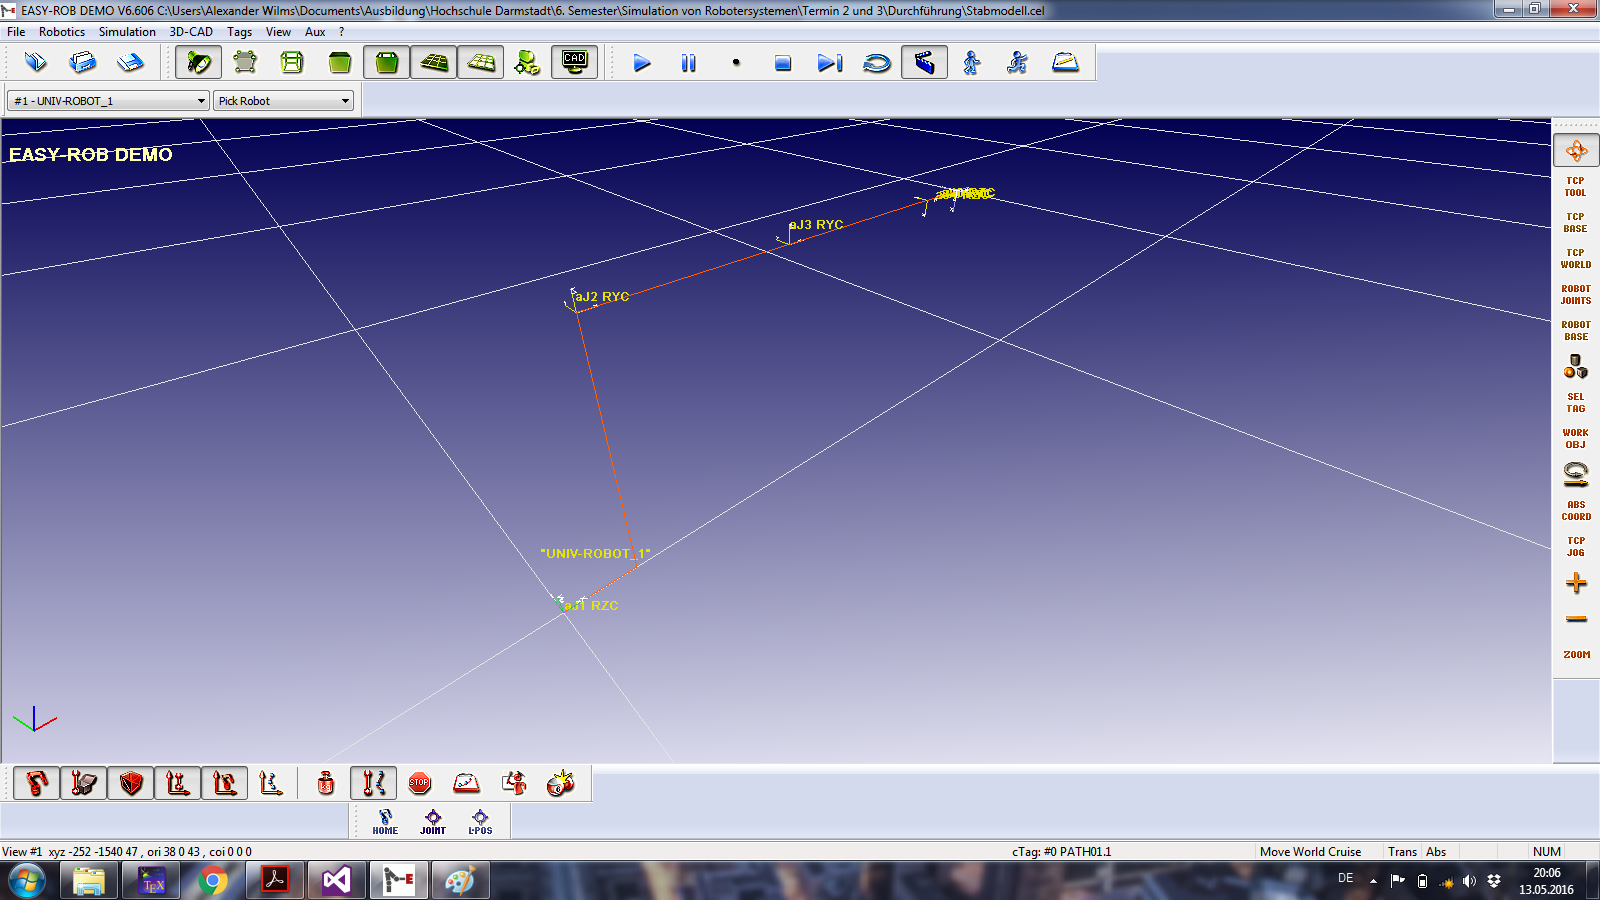 EASY-ROB DEMO V6.606 C:\Users\Alexander Wilms\Documents\Ausbildung\Hochschule Darmstadt\6. Semester\Simulation von Robotersystemen\Termin 2 und 3\Durchführung\Stabmodell.cel
File Robotics Simulation 3D-CAD Tags View Aux ?
CAD
#1 - UNIV-ROBOT_1 Pick Robot
EASY-ROB DEMO
aJ3 RYC
aJ2 RYC
"UNIV-ROBOT_1"
aJ1 RZC
TCP
TOOL
TCP
BASE
TCP
WORLD
ROBOT
JOINTS
ROBOT
BASE
SEL
TAG
WORK
OBJ
ABS
COORD
TCP
JOG
ZOOM
STOP
HOME JOINT L-POS
View #1 xyz -252 -1540 47 , ori 38 0 43 , coi 0 0 0 cTag: #0 PATH01.1 Move World Cruise Trans Abs NUM
TEX
E
DE
20:06
13.05.2016